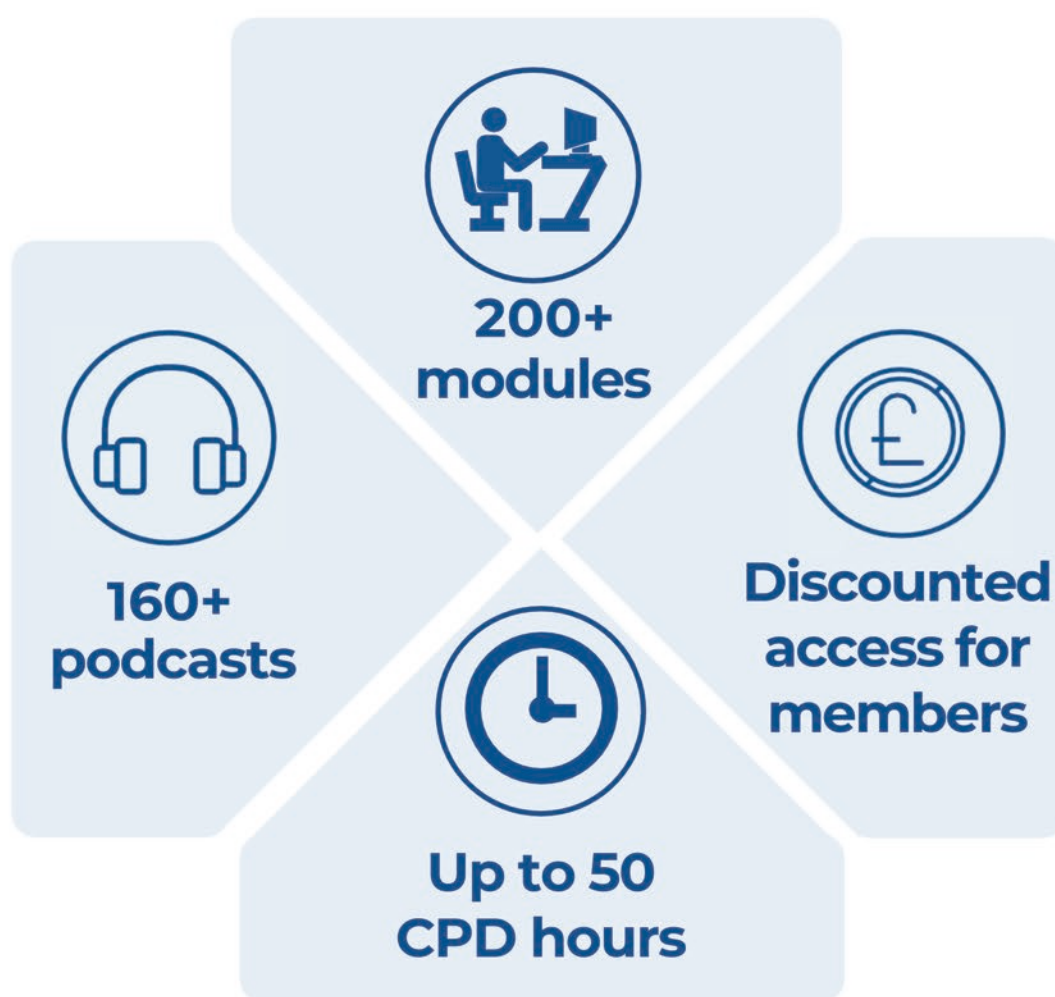 200+
modules
160+
podcasts
£
Discounted
access for
members
Up to 50
CPD hours